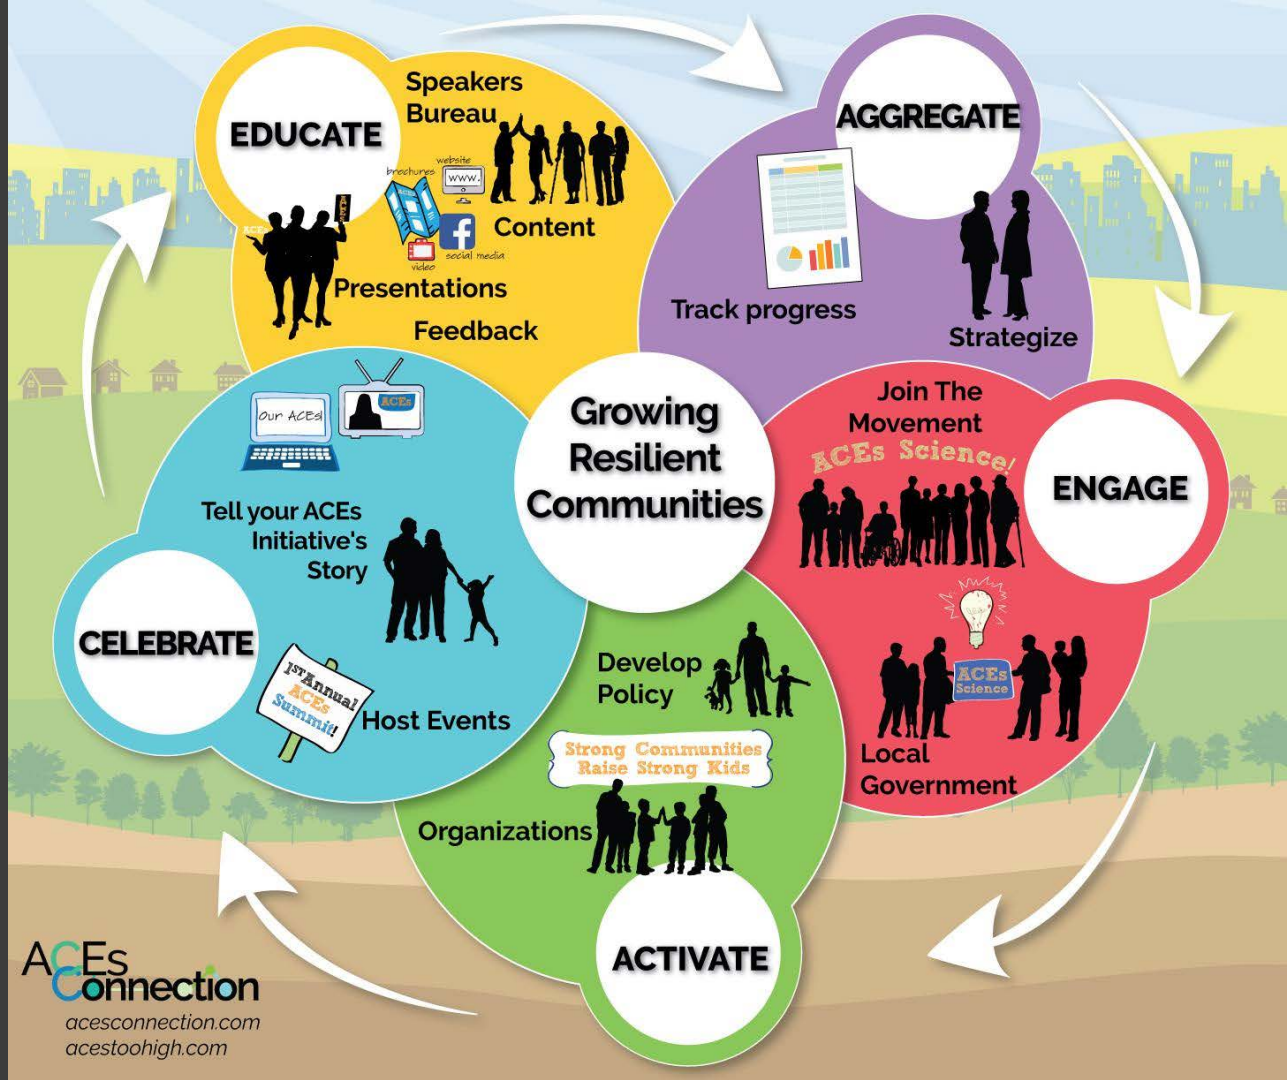 EDUCATE
Speakers
Bureau
website
www.
brochures
Content
social media
video
ACEs
Presentations
Feedback
AGGREGATE
Track progress
Strategize
Growing
Resilient
Communities
Join The
Movement
ACEs Science!
ENGAGE
ACEs
Science
Local
Government
Develop
Policy
Strong Communities
Raise Strong Kids
Organizations
ACTIVATE
Our ACEs!
ACEs
Tell your ACEs
Initiative's
Story
CELEBRATE
1ST Annual
ACEs
Summit!
Host Events
ACEs
Connection
acesconnection.com
acestoohigh.com